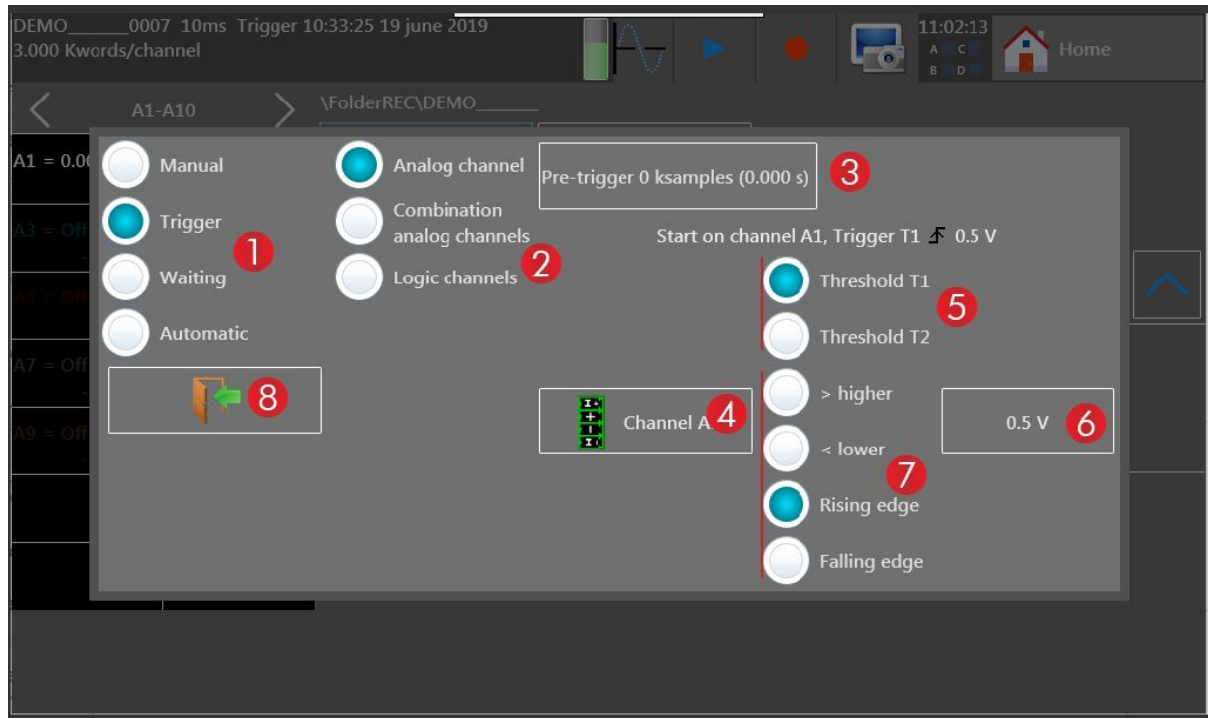 DEMO______0007 10ms Trigger 10:33:25 19 june 2019
3.000 Kwords/channel
11:02:13
A C
B D
Home
A1-A10
\FolderREC\DEMO______
A1 = 0.00
Manual
Analog channel
Pre-trigger 0 ksamples (0.000 s)
3
A3 = Off
Trigger
1
Combination
analog channels
2
Start on channel A1, Trigger T1 0.5 V
A5 = Off
Waiting
Logic channels
Threshold T1
5
A7 = Off
Automatic
Threshold T2
8
A9 = Off
Channel A
4
> higher
0.5 V
6
< lower
7
Rising edge
Falling edge